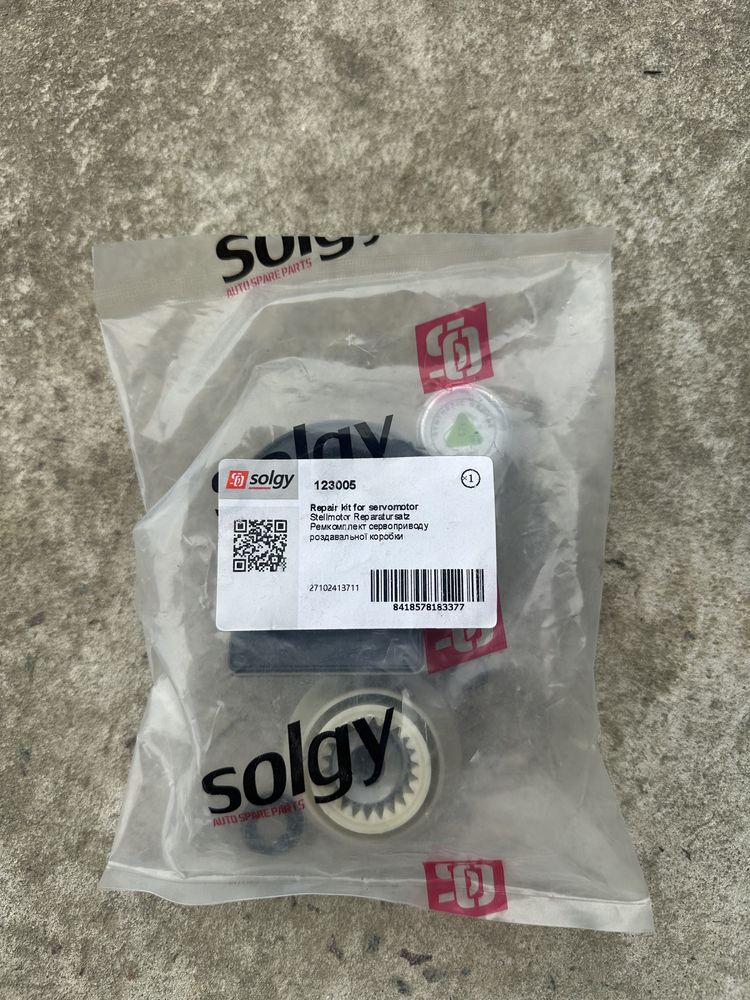 solgy
AUTO SPARE PARTS
solgy
solgy
123005
×1
Repair kit for servomotor
Stellmotor Reparatursatz
Ремкомплект сервоприводу
роздавальної коробки
27102413711
8418578183377
solgy
AUTO SPARE PARTS